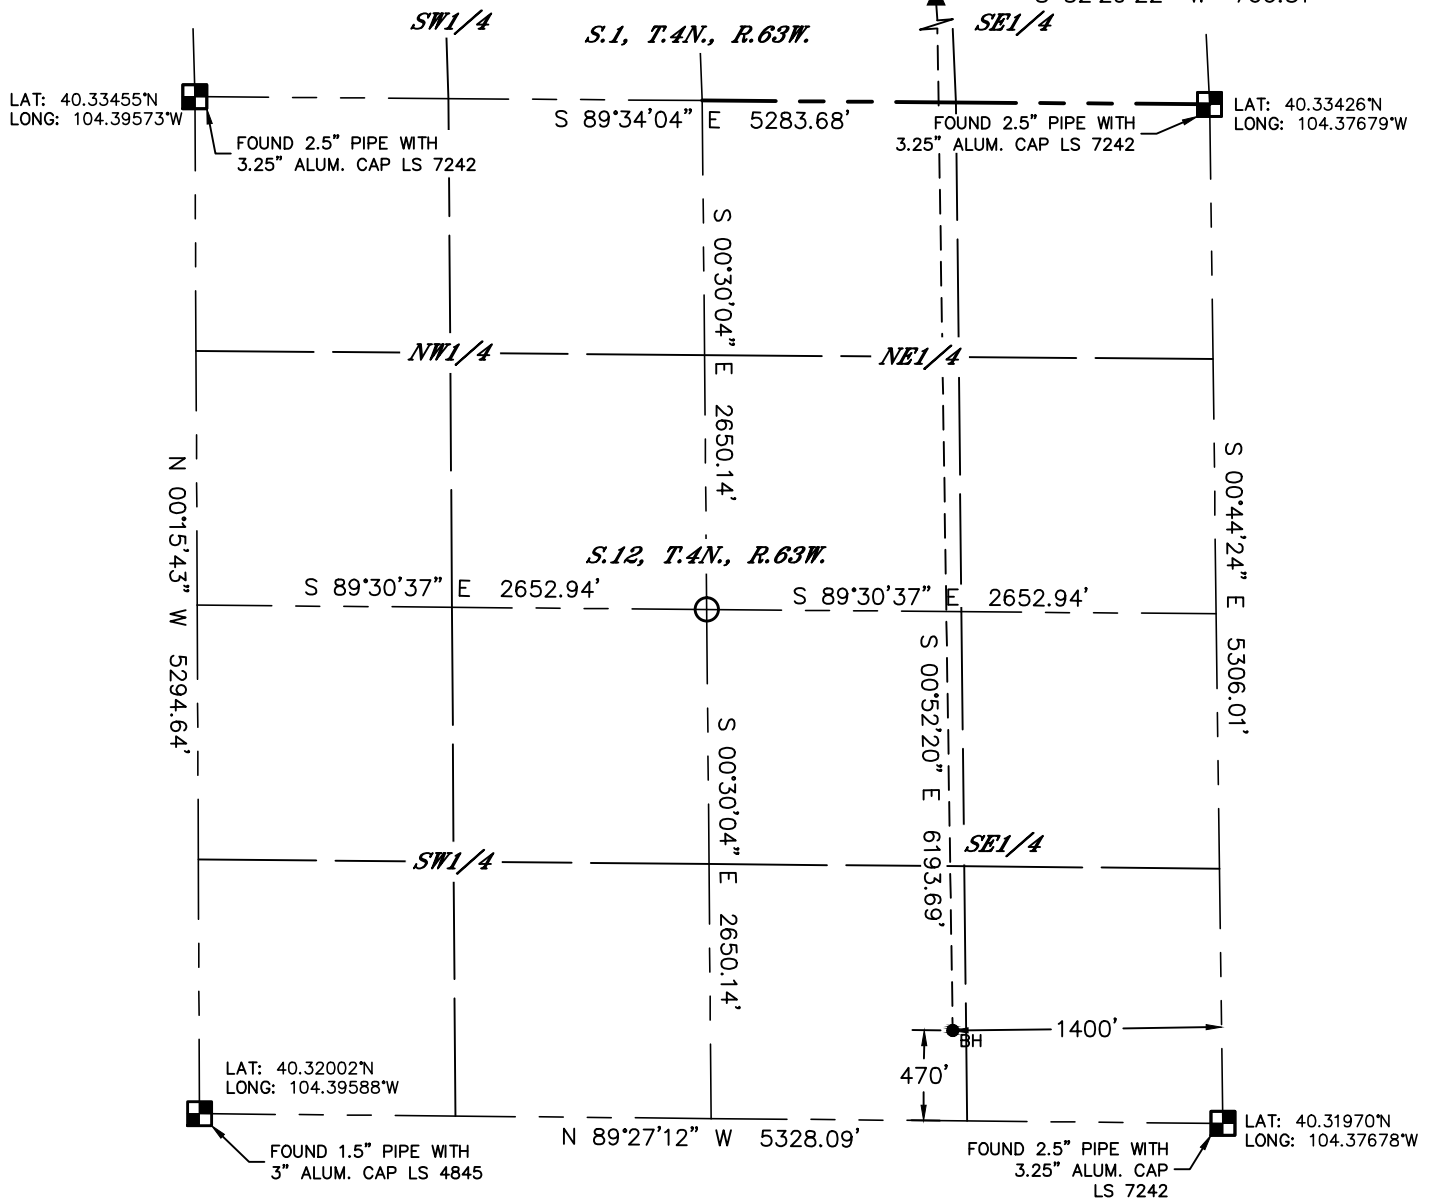 SW1/4
SE1/4
S.1, T.4N., R.63W.
LAT: 40.33455°N
LONG: 104.39573°W
FOUND 2.5" PIPE WITH
3.25" ALUM. CAP LS 7242
S 89°34'04" E 5283.68'
FOUND 2.5" PIPE WITH
3.25" ALUM. CAP LS 7242
LAT: 40.33426°N
LONG: 104.37679°W
S 00°30'04" E 2650.14'
NW1/4
NE1/4
N 00°15'43" W 5294.64'
S 00°44'24" E 5306.01'
S.12, T.4N., R.63W.
S 89°30'37" E 2652.94'
S 89°30'37" E 2652.94'
S 00°52'20" E 6193.69'
S 00°30'04" E 2650.14'
SW1/4
SE1/4
1400'
BH
470'
LAT: 40.32002°N
LONG: 104.39588°W
FOUND 1.5" PIPE WITH
3" ALUM. CAP LS 4845
N 89°27'12" W 5328.09'
LAT: 40.31970°N
LONG: 104.37678°W
FOUND 2.5" PIPE WITH
3.25" ALUM. CAP
LS 7242